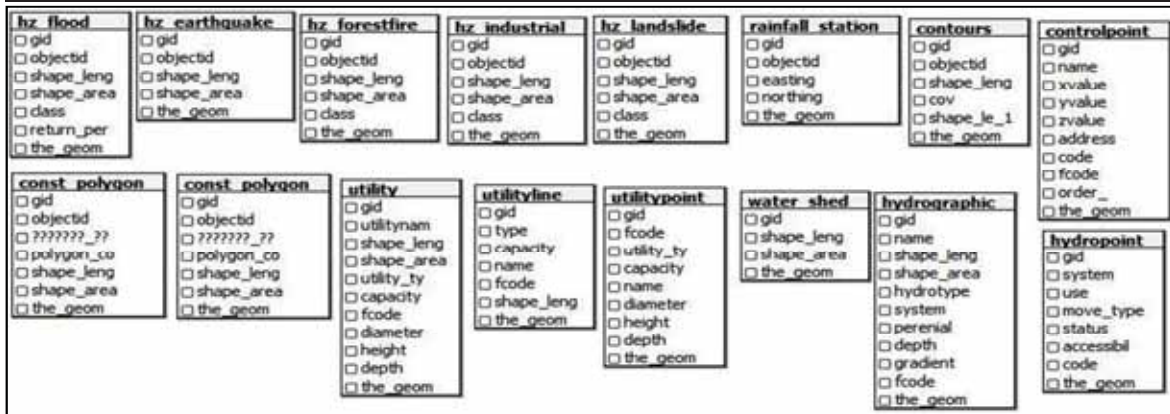 hz_flood
gid
objectid
shape_leng
shape_area
class
return_per
the_geom
hz_earthquake
gid
objectid
shape_leng
shape_area
the_geom
hz_forestfire
gid
objectid
shape_leng
shape_area
class
the_geom
hz_industrial
gid
objectid
shape_leng
shape_area
class
the_geom
hz_landslide
gid
objectid
shape_leng
shape_area
class
the_geom
rainfall_station
gid
objectid
easting
northing
the_geom
contours
gid
objectid
shape_leng
cov
shape_le_1
the_geom
controlpoint
gid
name
xvalue
yvalue
zvalue
address
code
fcode
order_
the_geom
const_polygon
gid
objectid
???????_??
polygon_co
shape_leng
shape_area
the_geom
const_polygon
gid
objectid
???????_??
polygon_co
shape_leng
shape_area
the_geom
utility
gid
utilitynam
shape_leng
shape_area
utility_ty
capacity
fcode
diameter
height
depth
the_geom
utilityline
gid
type
capacity
name
fcode
shape_leng
the_geom
utilitypoint
gid
fcode
utility_ty
capacity
name
diameter
height
depth
the_geom
water_shed
gid
shape_leng
shape_area
the_geom
hydrographic
gid
name
shape_leng
shape_area
hydrotype
system
perenial
depth
gradient
fcode
the_geom
hydropoint
gid
system
use
move_type
status
accessibil
code
the_geom